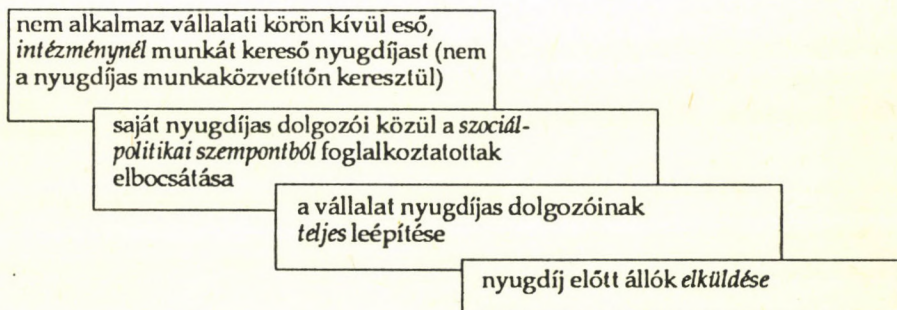 nem alkalmaz vállalati körön kívül eső,
intézménynél munkát kereső nyugdíjast (nem
a nyugdíjas munkaközvetítőn keresztül)
saját nyugdíjas dolgozói közül a szociál-
politikai szempontból foglalkoztatottak
elbocsátása
a vállalat nyugdíjas dolgozóinak
teljes leépítése
nyugdíj előtt állók elküldése